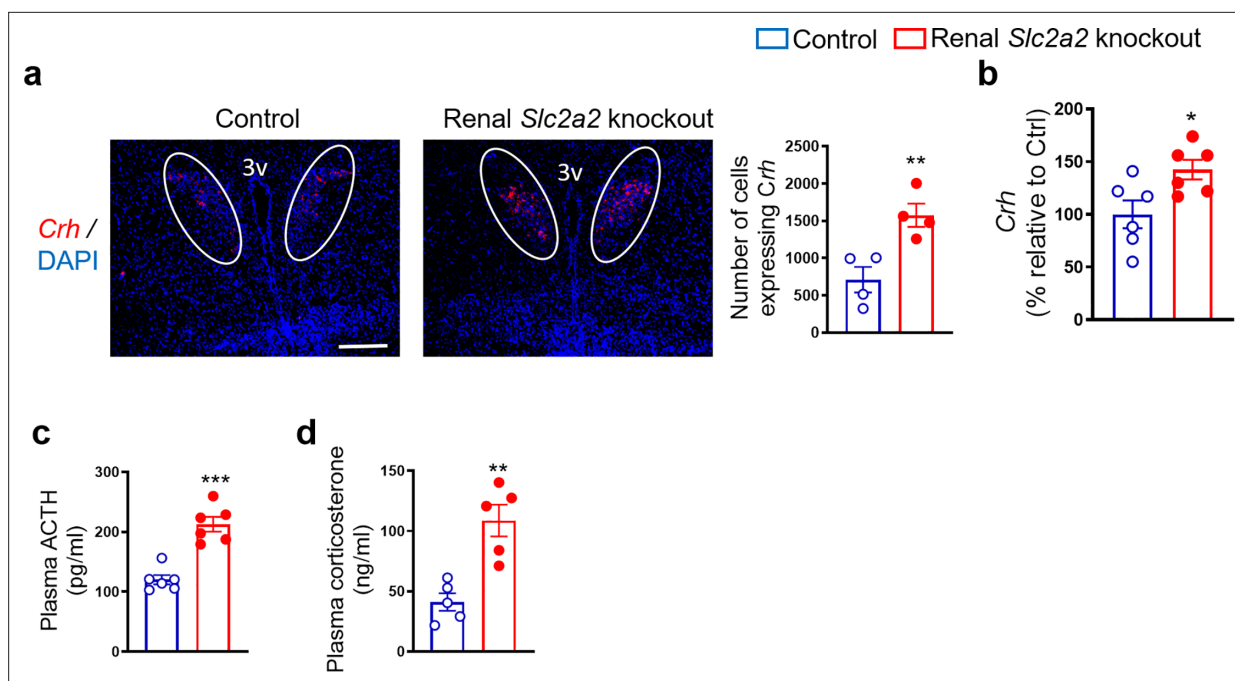 Control Renal Slc2a2 knockout
a
Control
Renal Slc2a2 knockout
Crh /
DAPI
3v
3v
Number of cells
expressing Crh
2500
2000
1500
1000
500
0
**
b
Crh
(% relative to Ctrl)
200
150
100
50
0
*
c
Plasma ACTH
(pg/ml)
300
200
100
0
***
d
Plasma corticosterone
(ng/ml)
150
100
50
0
**